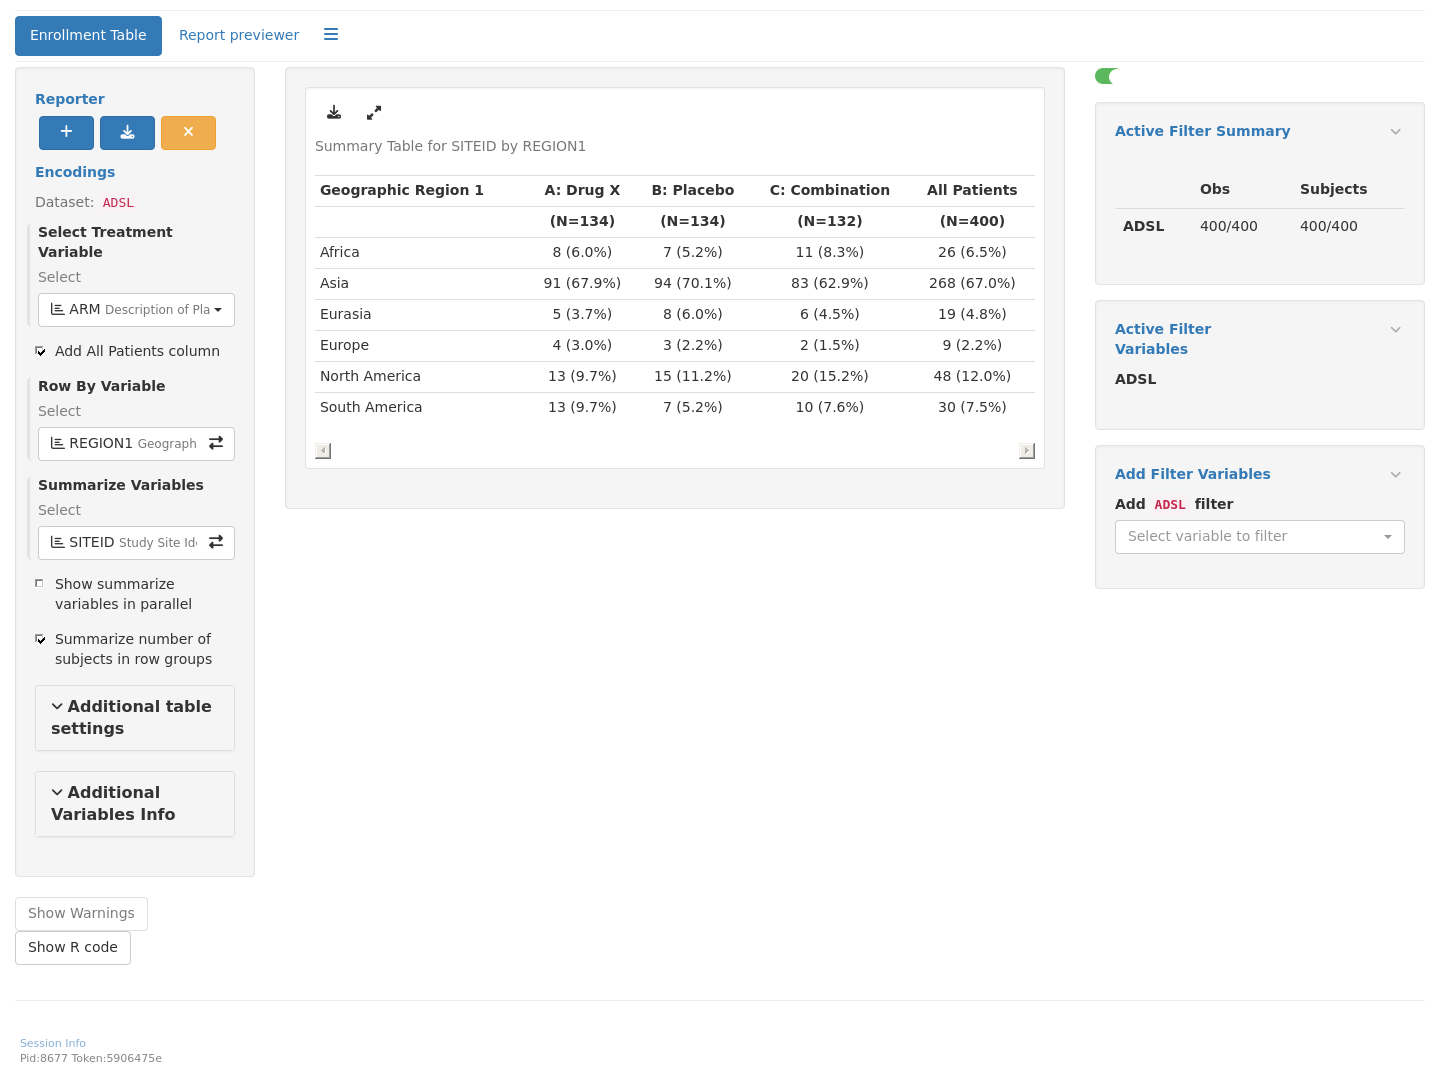 Enrollment Table
Report previewer
Reporter
Encodings
Dataset: ADSL
Select Treatment
Variable
Select
ARM Description of Pla
Add All Patients column
Row By Variable
Select
REGION1 Geograph
Summarize Variables
Select
SITEID Study Site Id
Show summarize
variables in parallel
Summarize number of
subjects in row groups
Additional table
settings
Additional
Variables Info
Show Warnings
Show R code
Summary Table for SITEID by REGION1
Geographic Region 1 A: Drug X B: Placebo C: Combination All Patients
(N=134) (N=134) (N=132) (N=400)
Africa 8 (6.0%) 7 (5.2%) 11 (8.3%) 26 (6.5%)
Asia 91 (67.9%) 94 (70.1%) 83 (62.9%) 268 (67.0%)
Eurasia 5 (3.7%) 8 (6.0%) 6 (4.5%) 19 (4.8%)
Europe 4 (3.0%) 3 (2.2%) 2 (1.5%) 9 (2.2%)
North America 13 (9.7%) 15 (11.2%) 20 (15.2%) 48 (12.0%)
South America 13 (9.7%) 7 (5.2%) 10 (7.6%) 30 (7.5%)
Active Filter Summary
Obs Subjects
ADSL 400/400 400/400
Active Filter
Variables
ADSL
Add Filter Variables
Add ADSL filter
Select variable to filter
Session Info
Pid:8677 Token:5906475e